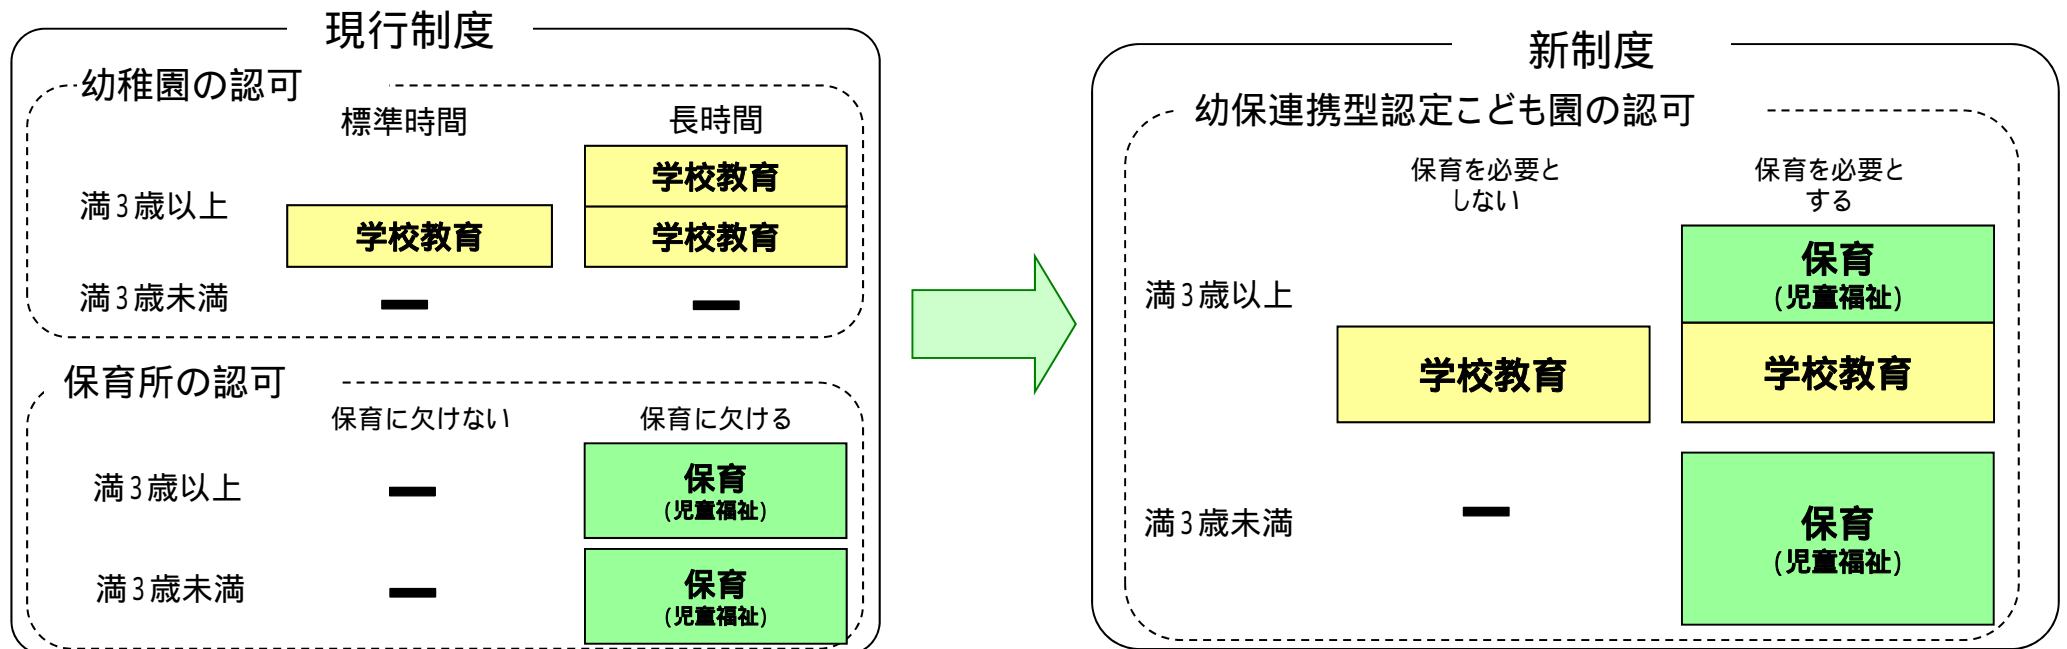 現行制度
幼稚園の認可
標準時間
長時間
満3歳以上
学校教育
学校教育
学校教育
満3歳未満
ー
ー
保育所の認可
保育に欠けない
保育に欠ける
満3歳以上
ー
保育
(児童福祉)
満3歳未満
ー
保育
(児童福祉)
新制度
幼保連携型認定こども園の認可
保育を必要と
しない
保育を必要と
する
満3歳以上
学校教育
保育
(児童福祉)
学校教育
満3歳未満
ー
保育
(児童福祉)